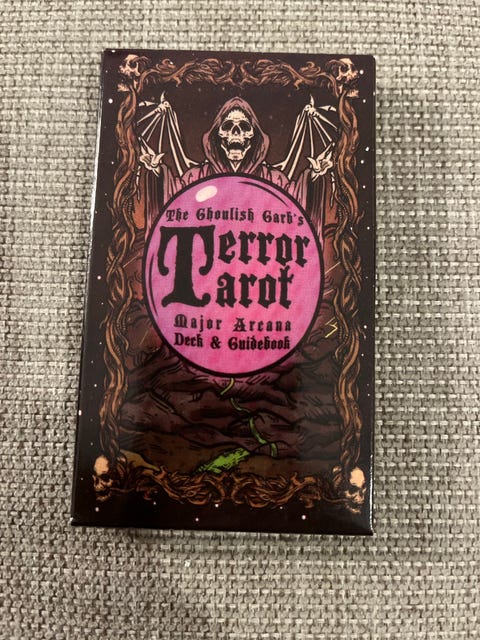 The Ghoulish Garb's
Terror
Tarot
Major Arcana
Deck & Guidebook